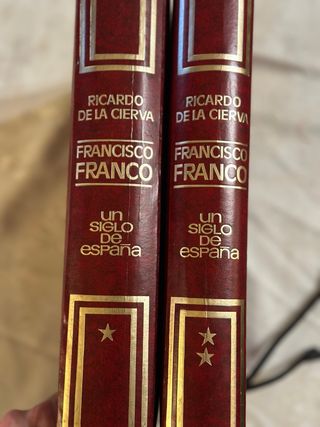 RICARDO
DE LA CIERVA
FRANCISCO
FRANCO
un
siglo
de
españa
RICARDO
DE LA CIERVA
FRANCISCO
FRANCO
un
siglo
de
españa